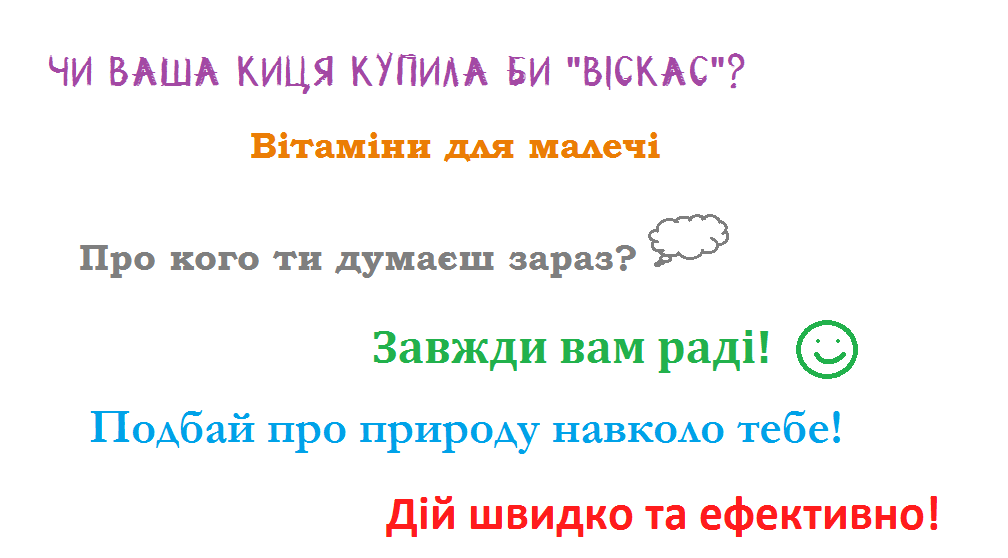 ЧИ ВАША КИЦЯ КУПИЛА БИ "ВІСКАС"?
Вітаміни для малечі
Про кого ти думаєш зараз?
Завжди вам раді!
Подбай про природу навколо тебе!
Дій швидко та ефективно!